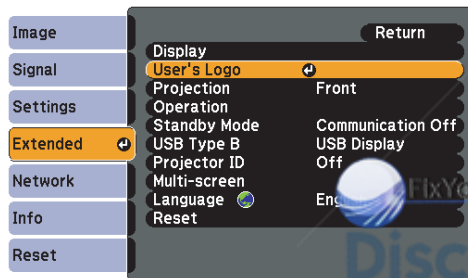 Image
Signal
Settings
Extended
Network
Info
Reset
Return
Display
User's Logo
Projection Front
Operation
Standby Mode Communication Off
USB Type B USB Display
Projector ID Off
Multi-screen
Language
Reset